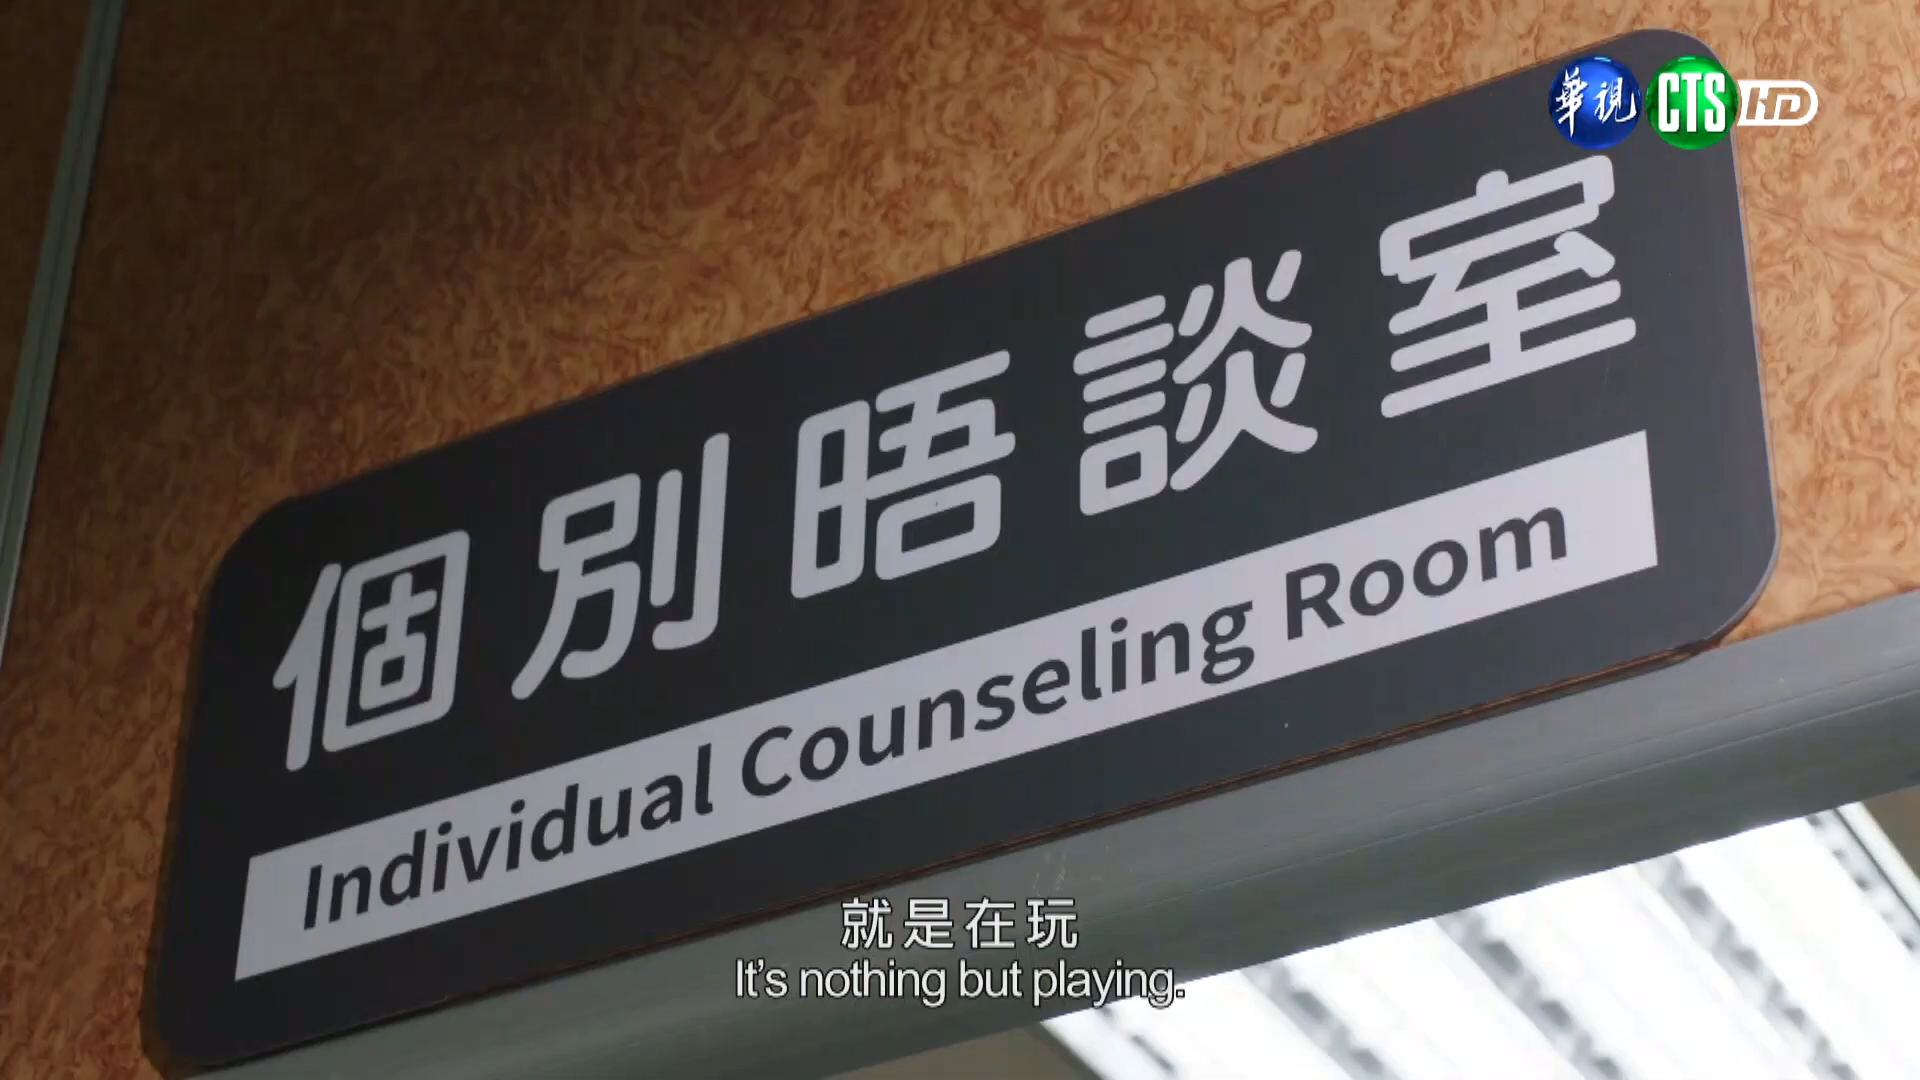 華視 CTS HD
個別晤談室
Individual Counseling Room
就是在玩
It's nothing but playing.